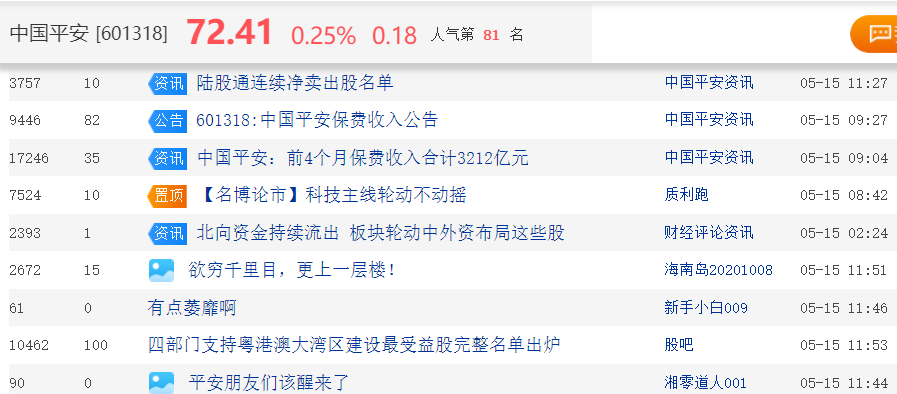 中国平安 [601318] 72.41 0.25% 0.18 人气第 81 名
3757 10 资讯 陆股通连续净卖出股名单 中国平安资讯 05-15 11:27
9446 82 公告 601318:中国平安保费收入公告 中国平安资讯 05-15 09:27
17246 35 资讯 中国平安：前4个月保费收入合计3212亿元 中国平安资讯 05-15 09:04
7524 10 置顶 【名博论市】科技主线轮动不动摇 质利跑 05-15 08:42
2393 1 资讯 北向资金持续流出 板块轮动中外资布局这些股 财经评论资讯 05-15 02:24
2672 15 欲穷千里目，更上一层楼！ 海南岛20201008 05-15 11:51
61 0 有点萎靡啊 新手小白009 05-15 11:46
10462 100 四部门支持粤港澳大湾区建设最受益股完整名单出炉 股吧 05-15 11:53
90 0 平安朋友们该醒来了 湘零道人001 05-15 11:44